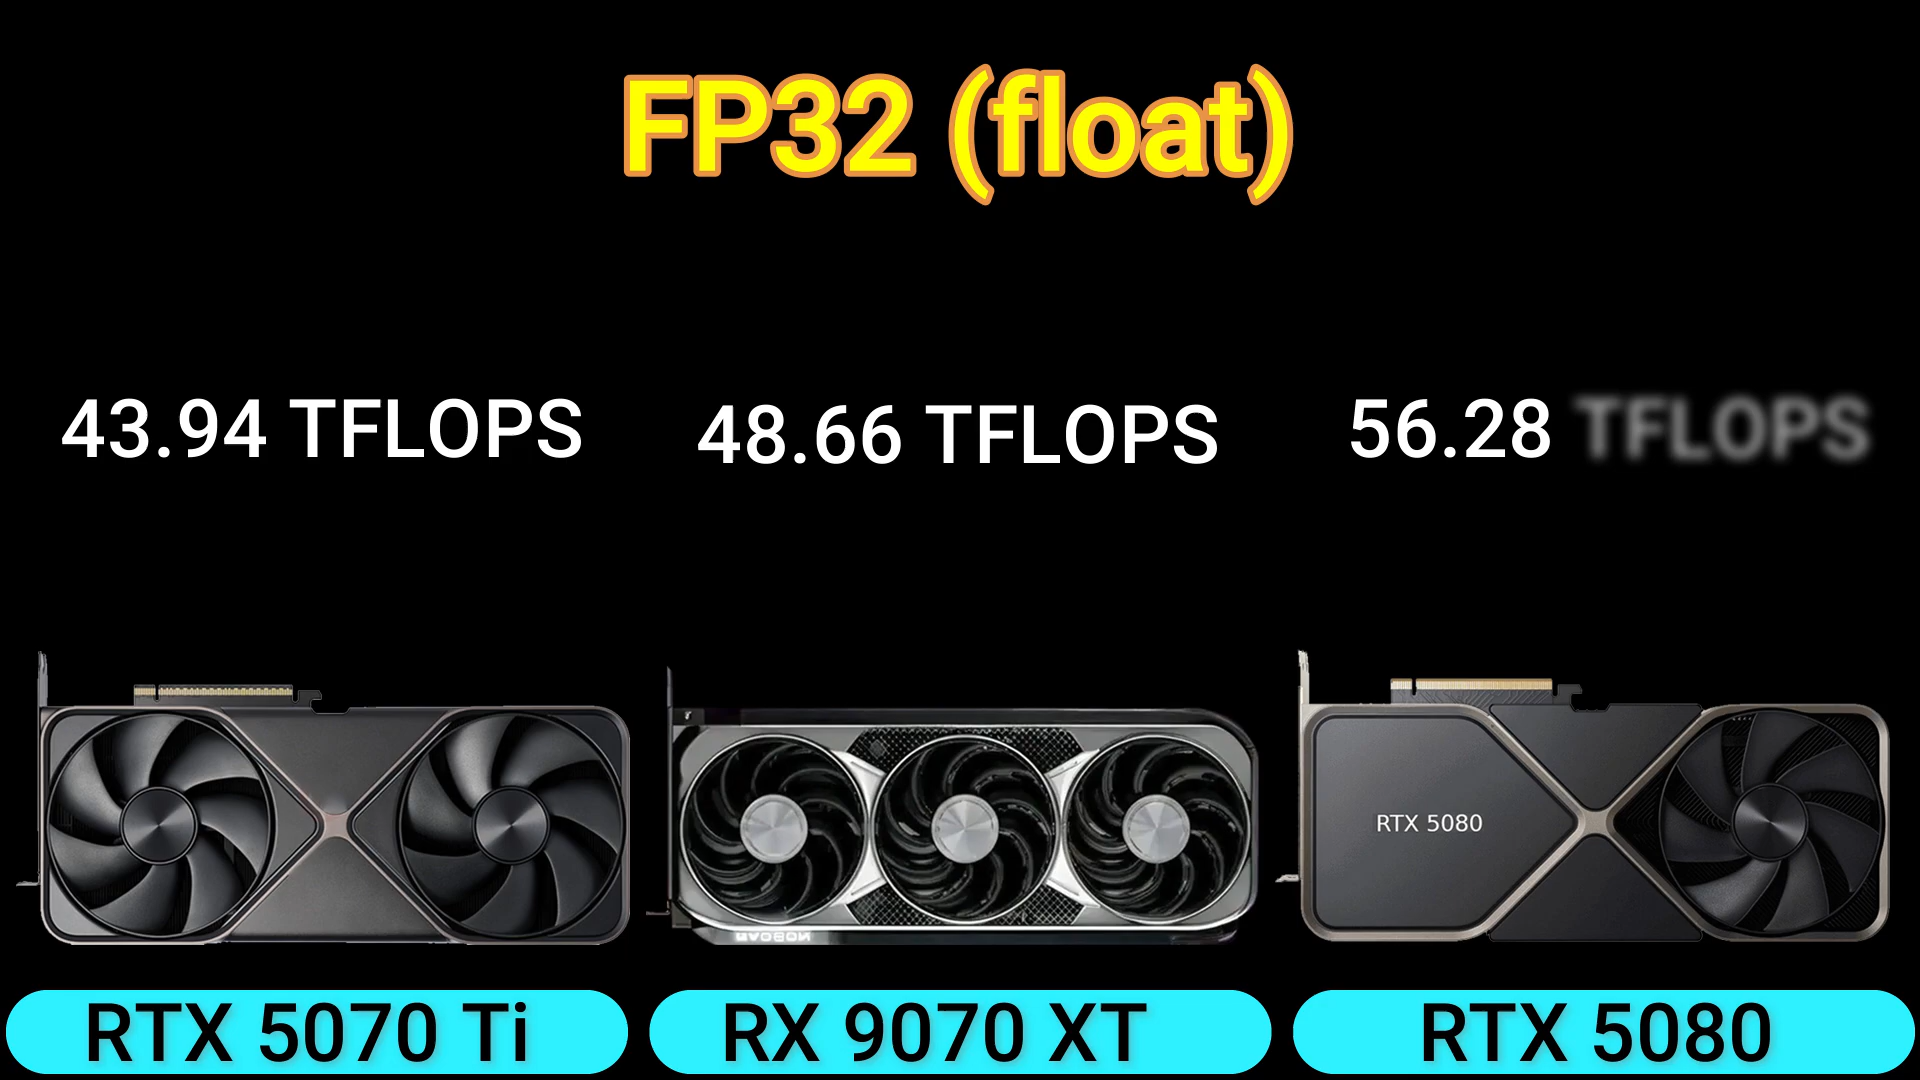 FP32 (float)
43.94 TFLOPS
48.66 TFLOPS
56.28 TFLOPS
RTX 5080
RADEON
RTX 5070 Ti
RX 9070 XT
RTX 5080